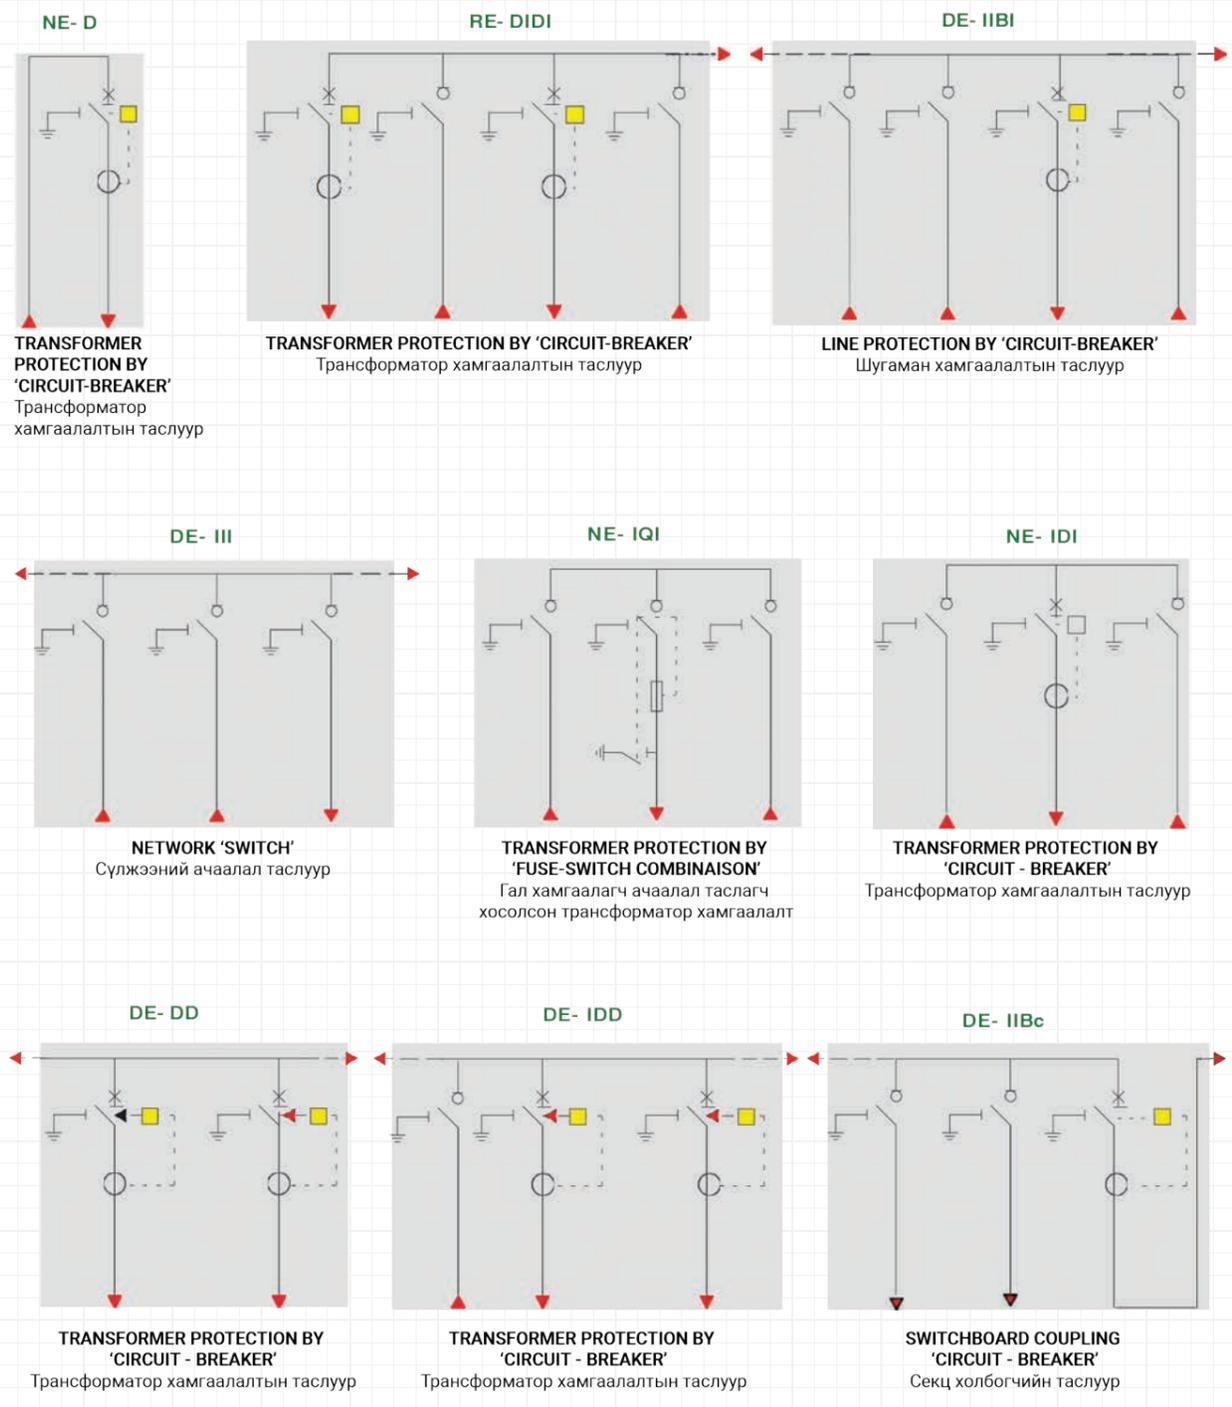 NE- D
RE- DIDI
DE- IIBI
TRANSFORMER
PROTECTION BY
‘CIRCUIT-BREAKER’
Трансформатор
хамгаалалтын таслуур
TRANSFORMER PROTECTION BY ‘CIRCUIT-BREAKER’
Трансформатор хамгаалалтын таслуур
LINE PROTECTION BY ‘CIRCUIT-BREAKER’
Шугаман хамгаалалтын таслуур
DE- III
NE- IQI
NE- IDI
NETWORK ‘SWITCH’
Сүлжээний ачаалал таслуур
TRANSFORMER PROTECTION BY
‘FUSE-SWITCH COMBINAISON’
Гал хамгаалагч ачаалал таслагч
хосолсон трансформатор хамгаалалт
TRANSFORMER PROTECTION BY
‘CIRCUIT - BREAKER’
Трансформатор хамгаалалтын таслуур
DE- DD
DE- IDD
DE- IIBc
TRANSFORMER PROTECTION BY
‘CIRCUIT - BREAKER’
Трансформатор хамгаалалтын таслуур
TRANSFORMER PROTECTION BY
‘CIRCUIT - BREAKER’
Трансформатор хамгаалалтын таслуур
SWITCHBOARD COUPLING
‘CIRCUIT - BREAKER’
Секц холбогчийн таслуур